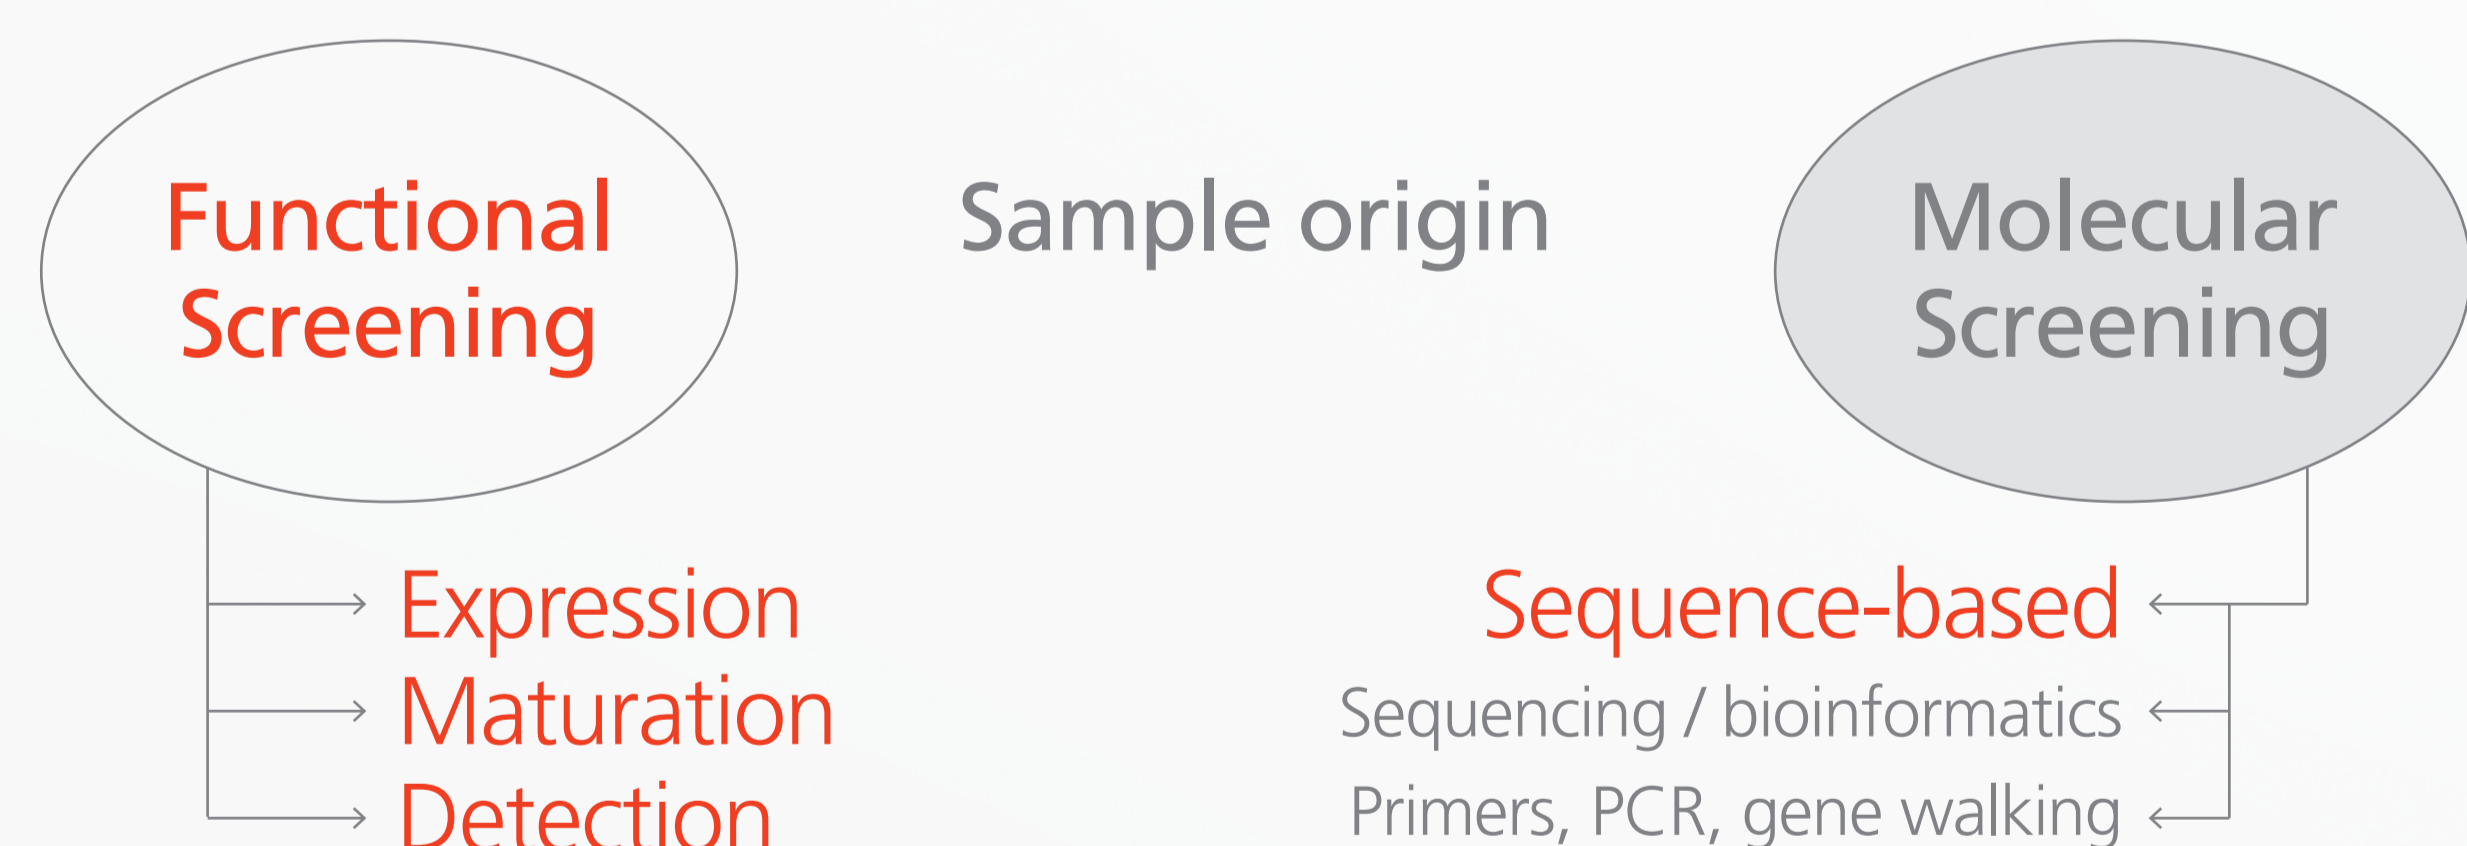 Functional
Screening
Sample origin
Molecular
Screening
Expression
Maturation
Detection
Sequence-based
Sequencing / bioinformatics
Primers, PCR, gene walking